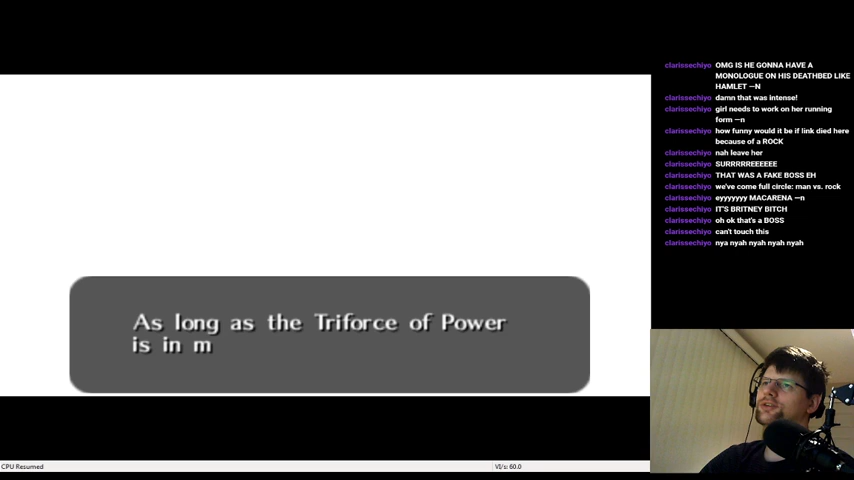 clarissechiyo OMG IS HE GONNA HAVE A
MONOLOGUE ON HIS DEATHBED LIKE
HAMLET —N
clarissechiyo damn that was intense!
clarissechiyo girl needs to work on her running
form —n
clarissechiyo how funny would it be if link died here
because of a ROCK
clarissechiyo nah leave her
clarissechiyo SURRRRREEEEEE
clarissechiyo THAT WAS A FAKE BOSS EH
clarissechiyo we've come full circle: man vs. rock
clarissechiyo eyyyyyyy MACARENA —n
clarissechiyo IT'S BRITNEY BITCH
clarissechiyo oh ok that's a BOSS
clarissechiyo can't touch this
clarissechiyo nya nyah nyah nyah nyah
As long as the Triforce of Power
is in m
CPU Resumed
VI/s: 60.0